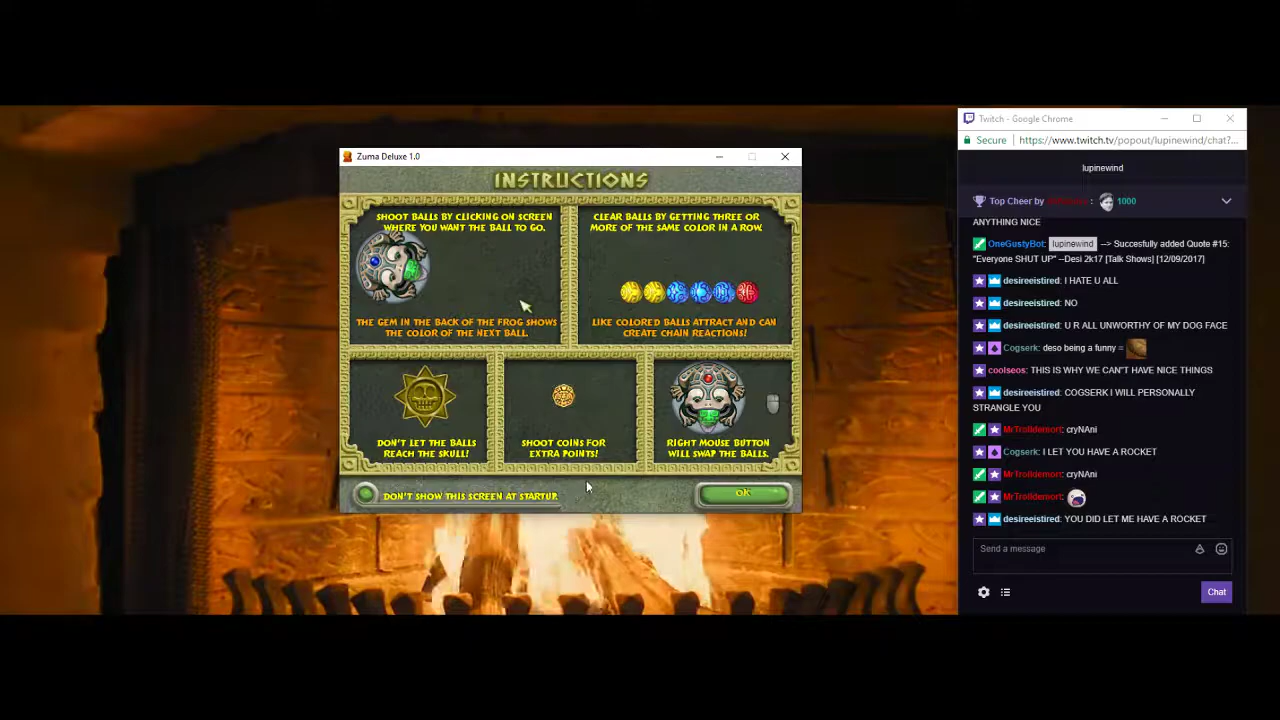 Zuma Deluxe 1.0
INSTRUCTIONS
SHOOT BALLS BY CLICKING ON SCREEN
WHERE YOU WANT THE BALL TO GO.
THE GEM IN THE BACK OF THE FROG SHOWS
THE COLOR OF THE NEXT BALL.
CLEAR BALLS BY GETTING THREE OR
MORE OF THE SAME COLOR IN A ROW.
LIKE COLORED BALLS ATTRACT AND CAN
CREATE CHAIN REACTIONS!
DON'T LET THE BALLS
REACH THE SKULL!
SHOOT COINS FOR
EXTRA POINTS!
RIGHT MOUSE BUTTON
WILL SWAP THE BALLS.
DON'T SHOW THIS SCREEN AT STARTUP.
OK
Twitch - Google Chrome
Secure https://www.twitch.tv/popout/lupinewind/chat?...
lupinewind
Top Cheer by : 1000
ANYTHING NICE
OneGustyBot: lupinewind --> Succesfully added Quote #15:
"Everyone SHUT UP" --Desi 2k17 [Talk Shows] [12/09/2017]
desireeistired: I HATE U ALL
desireeistired: NO
desireeistired: U R ALL UNWORTHY OF MY DOG FACE
Cogserk: deso being a funny =
coolseos: THIS IS WHY WE CAN"T HAVE NICE THINGS
desireeistired: COGSERK I WILL PERSONALLY
STRANGLE YOU
MrTrolldemort: cryNAni
Cogserk: I LET YOU HAVE A ROCKET
MrTrolldemort: cryNAni
MrTrolldemort:
desireeistired: YOU DID LET ME HAVE A ROCKET
Send a message
Chat